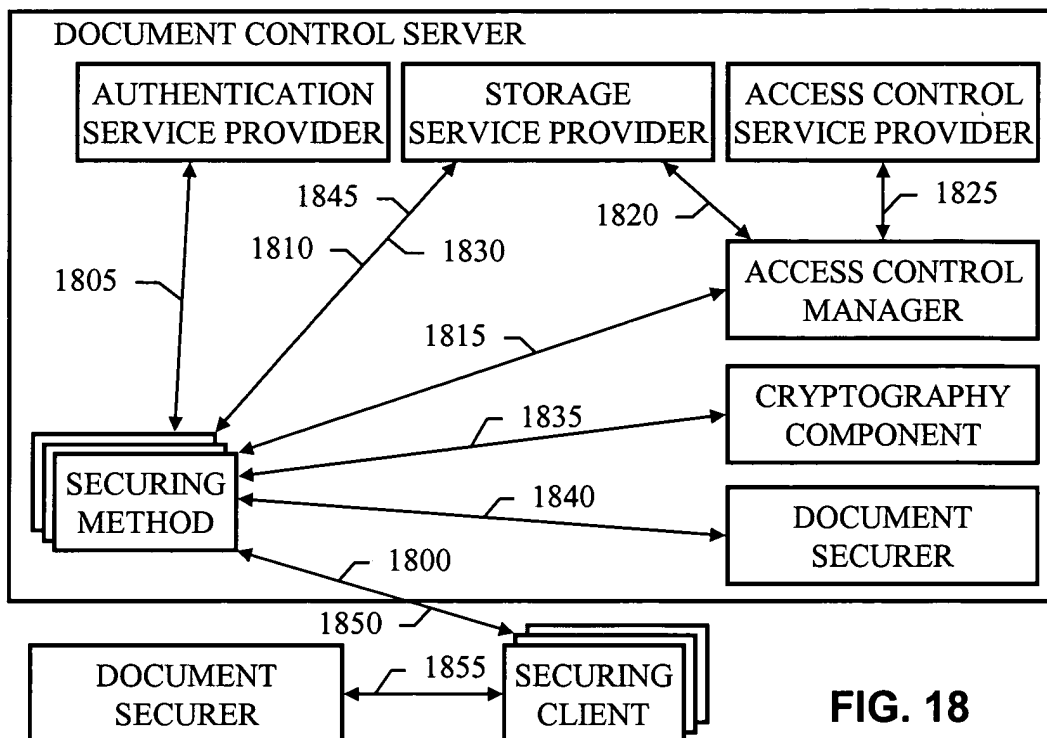 DOCUMENT CONTROL SERVER
AUTHENTICATION
SERVICE PROVIDER
STORAGE
SERVICE PROVIDER
ACCESS CONTROL
SERVICE PROVIDER
1845
1820
1825
1810
1830
1805
ACCESS CONTROL
MANAGER
1815
CRYPTOGRAPHY
COMPONENT
1835
SECURING
METHOD
1840
DOCUMENT
SECURER
1800
1850
DOCUMENT
SECURER
1855
SECURING
CLIENT
FIG. 18